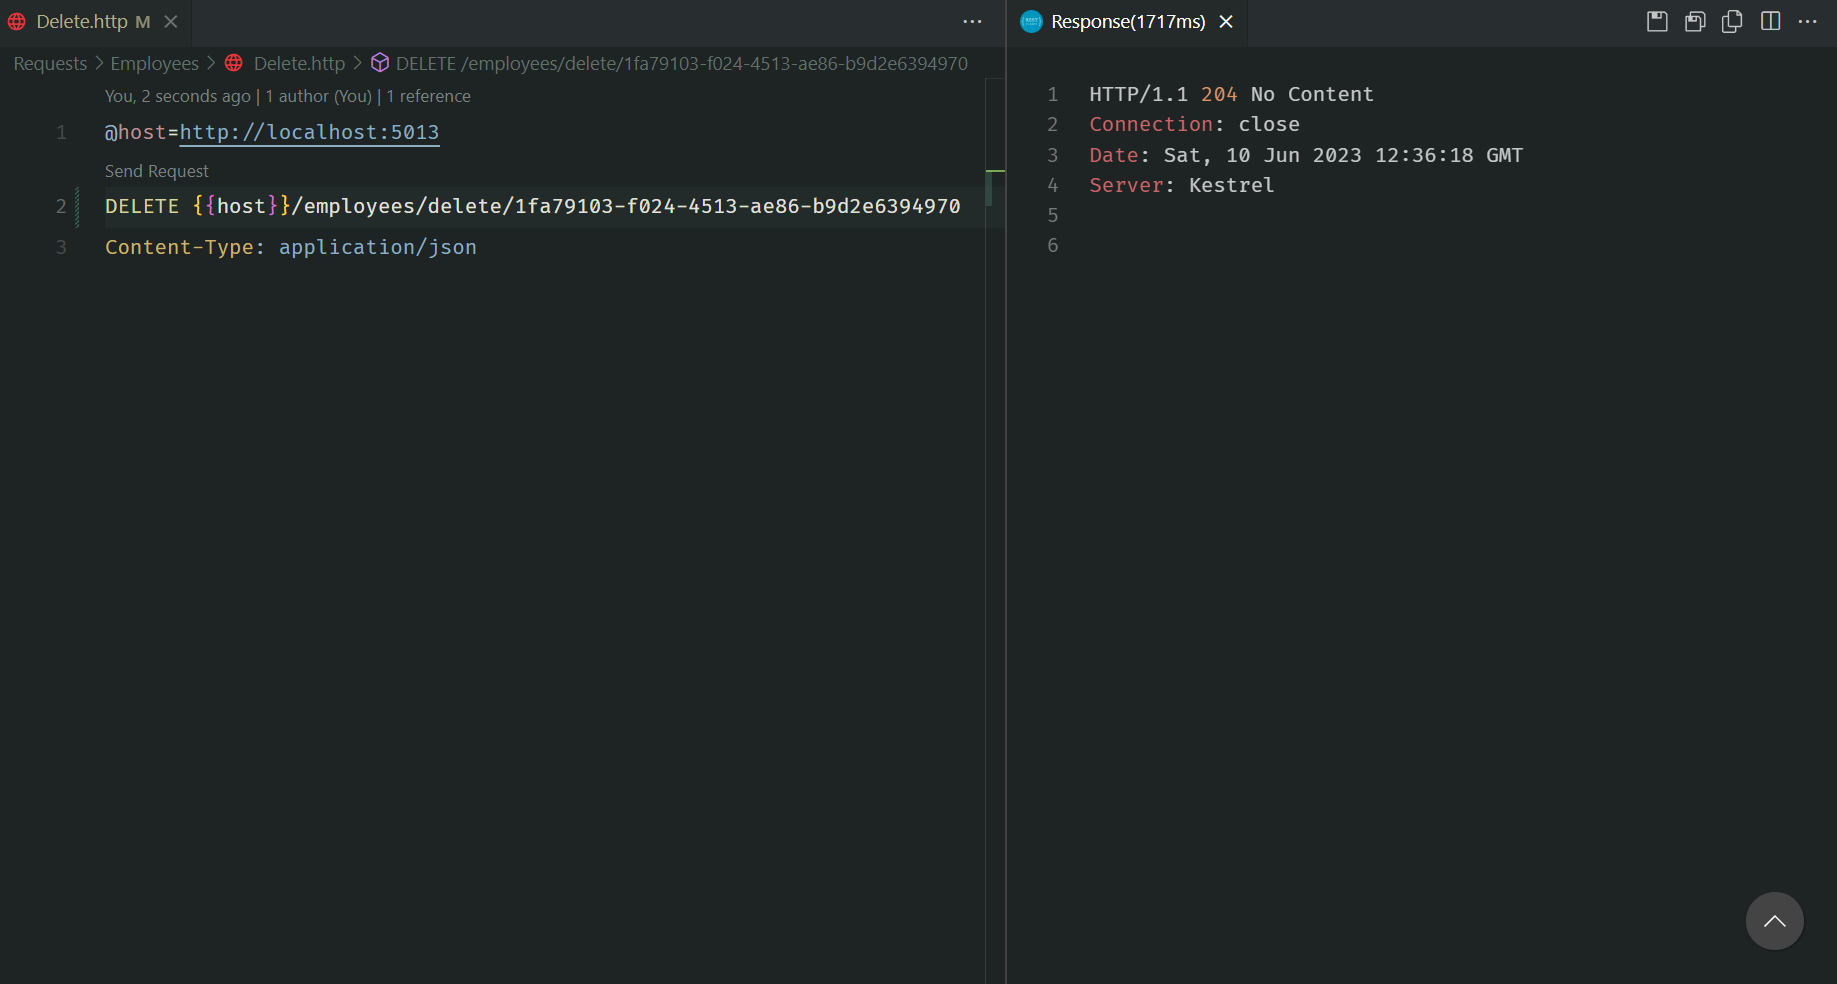 Delete.http M
Requests > Employees > Delete.http > DELETE /employees/delete/1fa79103-f024-4513-ae86-b9d2e6394970
You, 2 seconds ago | 1 author (You) | 1 reference
1 @host=http://localhost:5013
Send Request
2 DELETE {{host}}/employees/delete/1fa79103-f024-4513-ae86-b9d2e6394970
3 Content-Type: application/json
Response(1717ms)
1 HTTP/1.1 204 No Content
2 Connection: close
3 Date: Sat, 10 Jun 2023 12:36:18 GMT
4 Server: Kestrel
5
6